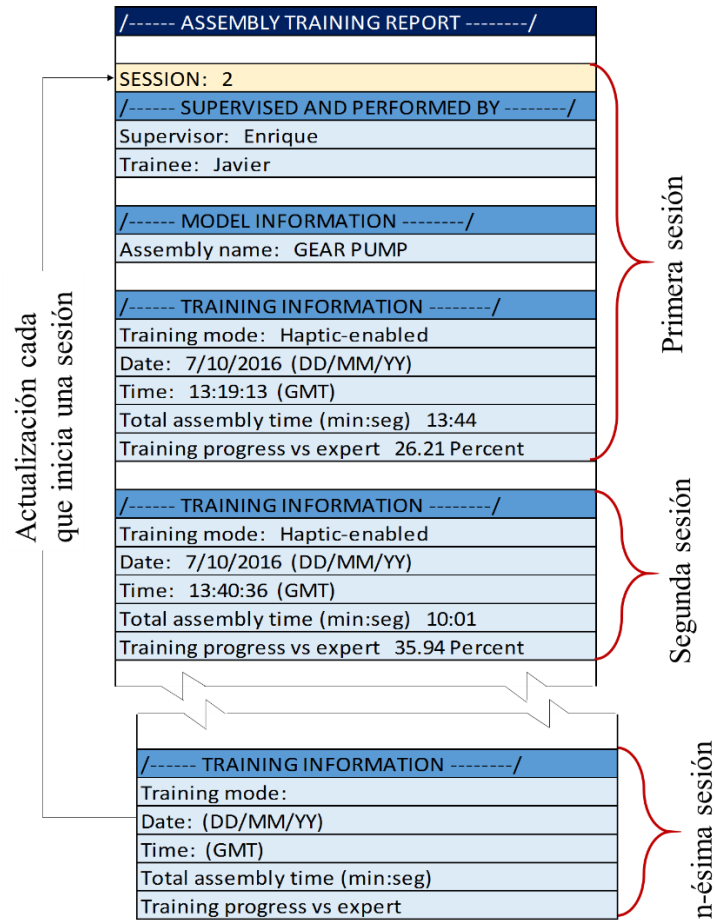 /------ ASSEMBLY TRAINING REPORT --------/
SESSION: 2
/------ SUPERVISED AND PERFORMED BY --------/
Supervisor: Enrique
Trainee: Javier
/------ MODEL INFORMATION --------/
Assembly name: GEAR PUMP
/------ TRAINING INFORMATION --------/
Training mode: Haptic-enabled
Date: 7/10/2016 (DD/MM/YY)
Time: 13:19:13 (GMT)
Total assembly time (min:seg) 13:44
Training progress vs expert 26.21 Percent
Primera sesión
/------ TRAINING INFORMATION --------/
Training mode: Haptic-enabled
Date: 7/10/2016 (DD/MM/YY)
Time: 13:40:36 (GMT)
Total assembly time (min:seg) 10:01
Training progress vs expert 35.94 Percent
Segunda sesión
/------ TRAINING INFORMATION --------/
Training mode:
Date: (DD/MM/YY)
Time: (GMT)
Total assembly time (min:seg)
Training progress vs expert
n-ésima sesión
Actualización cada
que inicia una sesión